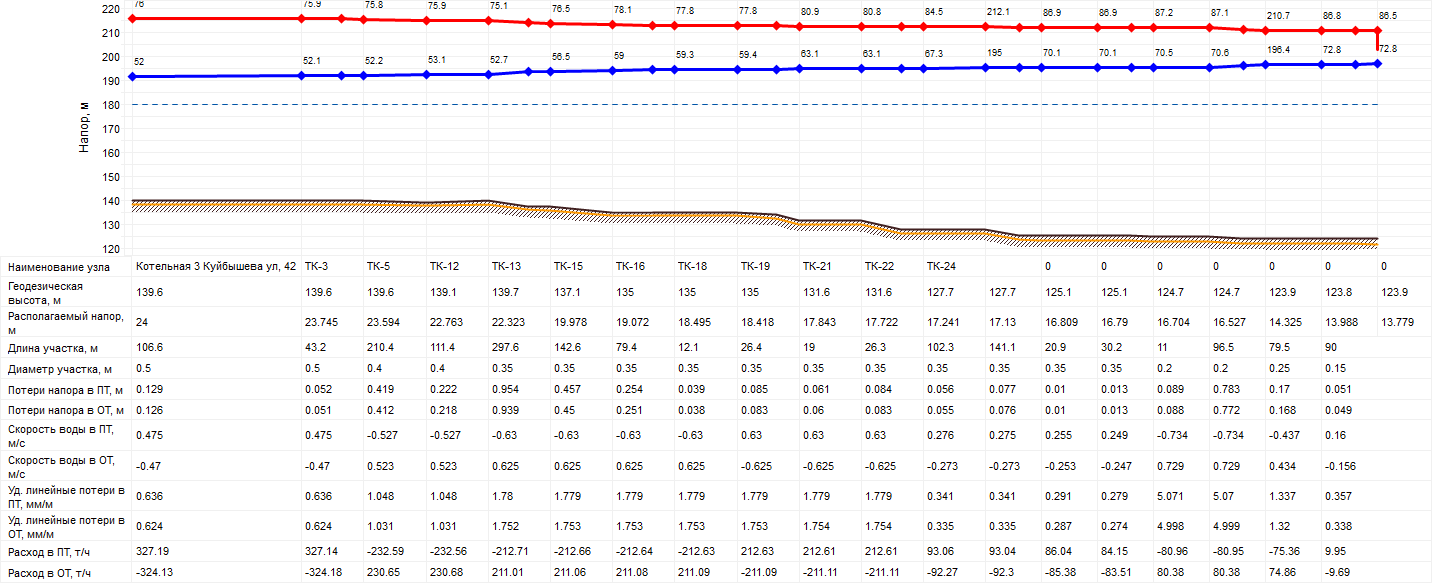 220
76
75.9
75.8
75.9
75.1
76.5
78.1
77.8
77.8
80.9
80.8
84.5
212.1
86.9
86.9
87.2
87.1
210.7
86.8
86.5
210
200
52
52.1
52.2
53.1
52.7
56.5
59
59.3
59.4
63.1
63.1
67.3
195
70.1
70.1
70.5
70.6
196.4
72.8
72.8
190
180
170
160
150
140
130
120
Напор, м
Наименование узла Котельная 3 Куйбышева ул, 42 ТК-3 ТК-5 ТК-12 ТК-13 ТК-15 ТК-16 ТК-18 ТК-19 ТК-21 ТК-22 ТК-24 0 0 0 0 0 0 0
Геодезическая
высота, м 139.6 139.6 139.6 139.1 139.7 137.1 135 135 135 131.6 131.6 127.7 127.7 125.1 125.1 124.7 124.7 123.9 123.8 123.9
Располагаемый напор,
м 24 23.745 23.594 22.763 22.323 19.978 19.072 18.495 18.418 17.843 17.722 17.241 17.13 16.809 16.79 16.704 16.527 14.325 13.988 13.779
Длина участка, м 106.6 43.2 210.4 111.4 297.6 142.6 79.4 12.1 26.4 19 26.3 102.3 141.1 20.9 30.2 11 96.5 79.5 90
Диаметр участка, м 0.5 0.5 0.4 0.4 0.35 0.35 0.35 0.35 0.35 0.35 0.35 0.35 0.35 0.35 0.35 0.2 0.2 0.25 0.15
Потери напора в ПТ, м 0.129 0.052 0.419 0.222 0.954 0.457 0.254 0.039 0.085 0.061 0.084 0.056 0.077 0.01 0.013 0.089 0.783 0.17 0.051
Потери напора в ОТ, м 0.126 0.051 0.412 0.218 0.939 0.45 0.251 0.038 0.083 0.06 0.083 0.055 0.076 0.01 0.013 0.088 0.772 0.168 0.049
Скорость воды в ПТ,
м/с 0.475 0.475 -0.527 -0.527 -0.63 -0.63 -0.63 -0.63 0.63 0.63 0.63 0.276 0.275 0.255 0.249 -0.734 -0.734 -0.437 0.16
Скорость воды в ОТ,
м/с -0.47 -0.47 0.523 0.523 0.625 0.625 0.625 0.625 -0.625 -0.625 -0.625 -0.273 -0.273 -0.253 -0.247 0.729 0.729 0.434 -0.156
Уд. линейные потери в
ПТ, мм/м 0.636 0.636 1.048 1.048 1.78 1.779 1.779 1.779 1.779 1.779 1.779 0.341 0.341 0.291 0.279 5.071 5.07 1.337 0.357
Уд. линейные потери в
ОТ, мм/м 0.624 0.624 1.031 1.031 1.752 1.753 1.753 1.753 1.753 1.754 1.754 0.335 0.335 0.287 0.274 4.998 4.999 1.32 0.338
Расход в ПТ, т/ч 327.19 327.14 -232.59 -232.56 -212.71 -212.66 -212.64 -212.63 212.63 212.61 212.61 93.06 93.04 86.04 84.15 -80.96 -80.95 -75.36 9.95
Расход в ОТ, т/ч -324.13 -324.18 230.65 230.68 211.01 211.06 211.08 211.09 -211.09 -211.11 -211.11 -92.27 -92.3 -85.38 -83.51 80.38 80.38 74.86 -9.69